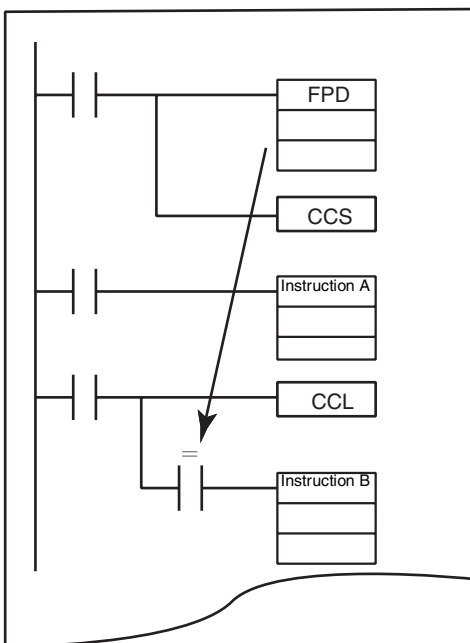 FPD
CCS
Instruction A
CCL
=
Instruction B